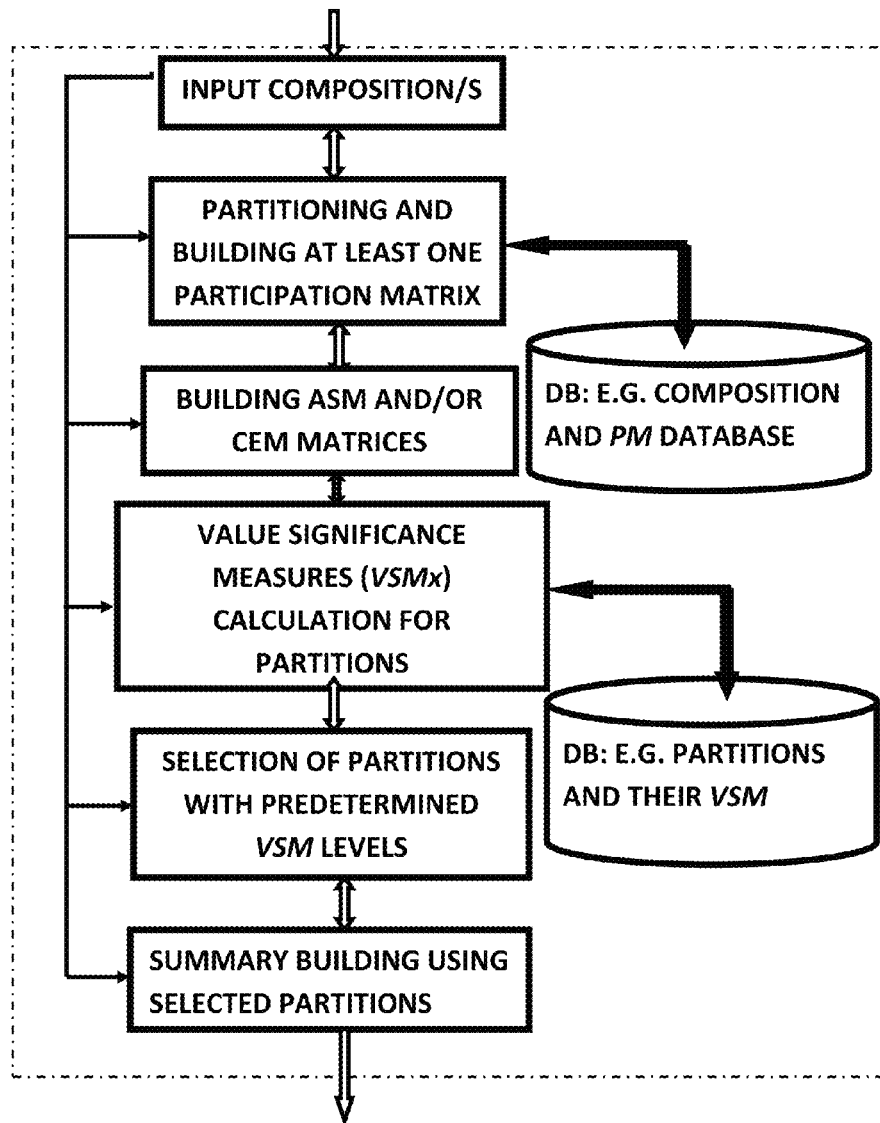 INPUT COMPOSITION/S
PARTITIONING AND
BUILDING AT LEAST ONE
PARTICIPATION MATRIX
DB: E.G. COMPOSITION
AND PM DATABASE
BUILDING ASM AND/OR
CEM MATRICES
VALUE SIGNIFICANCE
MEASURES (VSMx)
CALCULATION FOR
PARTITIONS
DB: E.G. PARTITIONS
AND THEIR VSM
SELECTION OF PARTITIONS
WITH PREDETERMINED
VSM LEVELS
SUMMARY BUILDING USING
SELECTED PARTITIONS